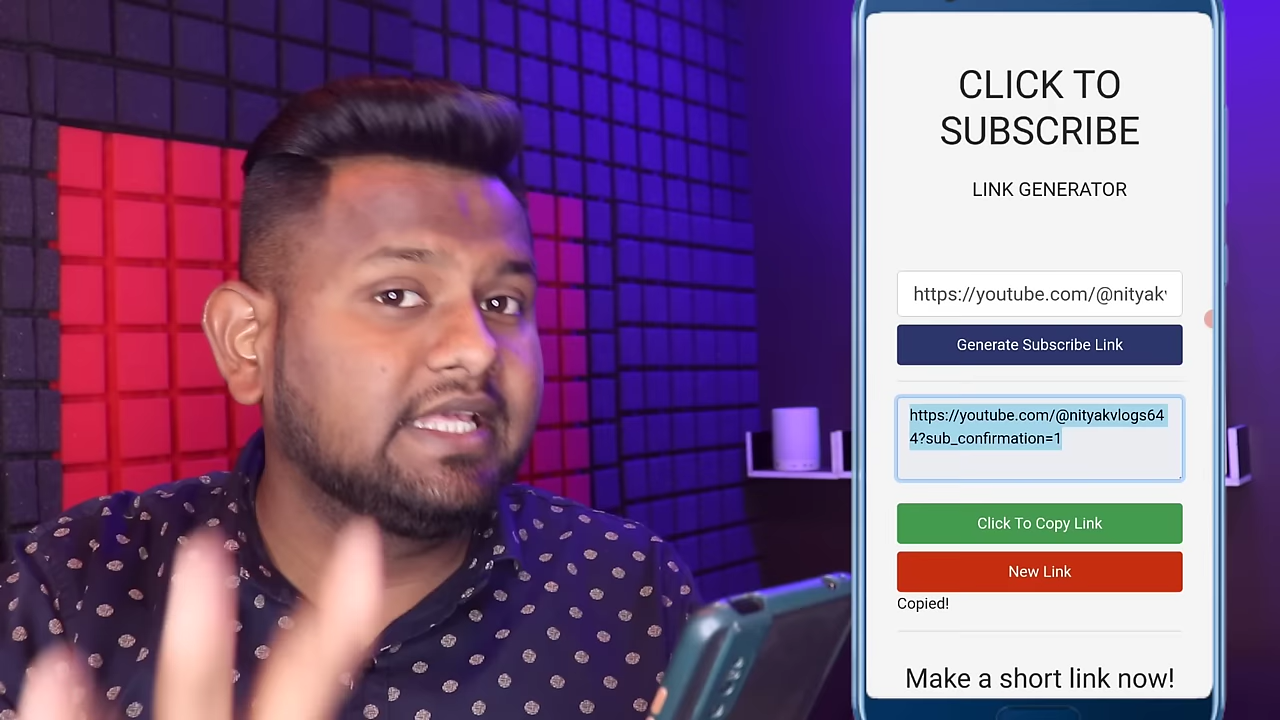 CLICK TO
SUBSCRIBE
LINK GENERATOR
https://youtube.com/@nityak
Generate Subscribe Link
https://youtube.com/@nityakvlogs64
4?sub_confirmation=1
Click To Copy Link
New Link
Copied!
Make a short link now!